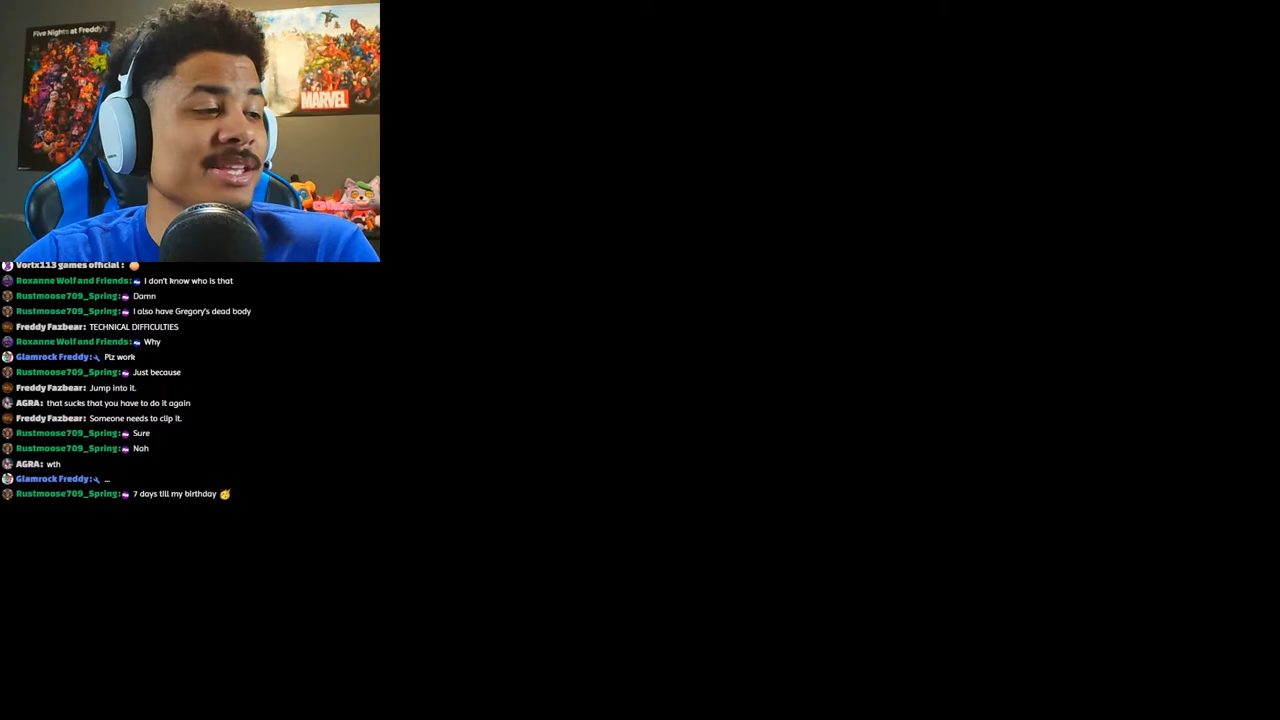 Five Nights at Freddy's
MARVEL
Vortx113 games official :
Roxanne Wolf and Friends: I don't know who is that
Rustmoose709_Spring: Damn
Rustmoose709_Spring: I also have Gregory's dead body
Freddy Fazbear: TECHNICAL DIFFICULTIES
Roxanne Wolf and Friends: Why
Glamrock Freddy: Plz work
Rustmoose709_Spring: Just because
Freddy Fazbear: Jump into it.
AGRA: that sucks that you have to do it again
Freddy Fazbear: Someone needs to clip it.
Rustmoose709_Spring: Sure
Rustmoose709_Spring: Nah
AGRA: wth
Glamrock Freddy: ...
Rustmoose709_Spring: 7 days till my birthday 🥳